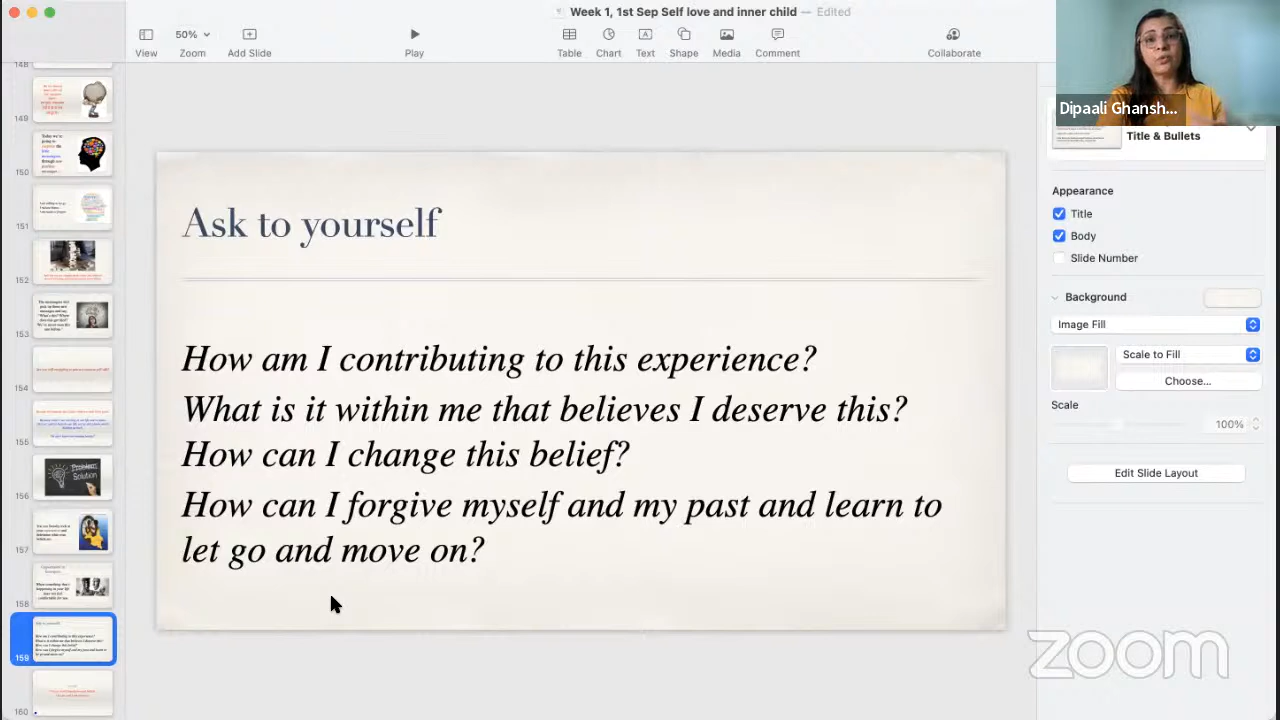 Week 1, 1st Sep Self love and inner child — Edited
50%
View
Zoom
Add Slide
Play
Table
Chart
Text
Shape
Media
Comment
Collaborate
Dipaali Ghansh...
Title & Bullets
Appearance
Title
Body
Slide Number
Background
Image Fill
Scale to Fill
Choose...
Scale
100%
Edit Slide Layout
Ask to yourself
How am I contributing to this experience?
What is it within me that believes I deserve this?
How can I change this belief?
How can I forgive myself and my past and learn to
let go and move on?
148
149
150
151
152
153
154
155
156
Problem
Solution
157
158
159
160
zoom